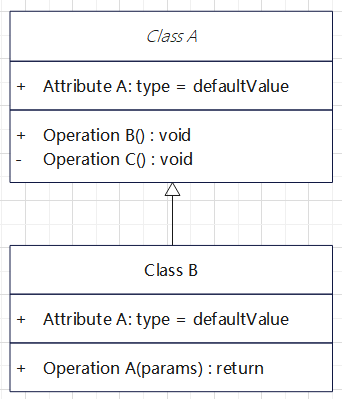 Class A
+ Attribute A: type = defaultValue
+ Operation B() : void
- Operation C() : void
Class B
+ Attribute A: type = defaultValue
+ Operation A(params) : return